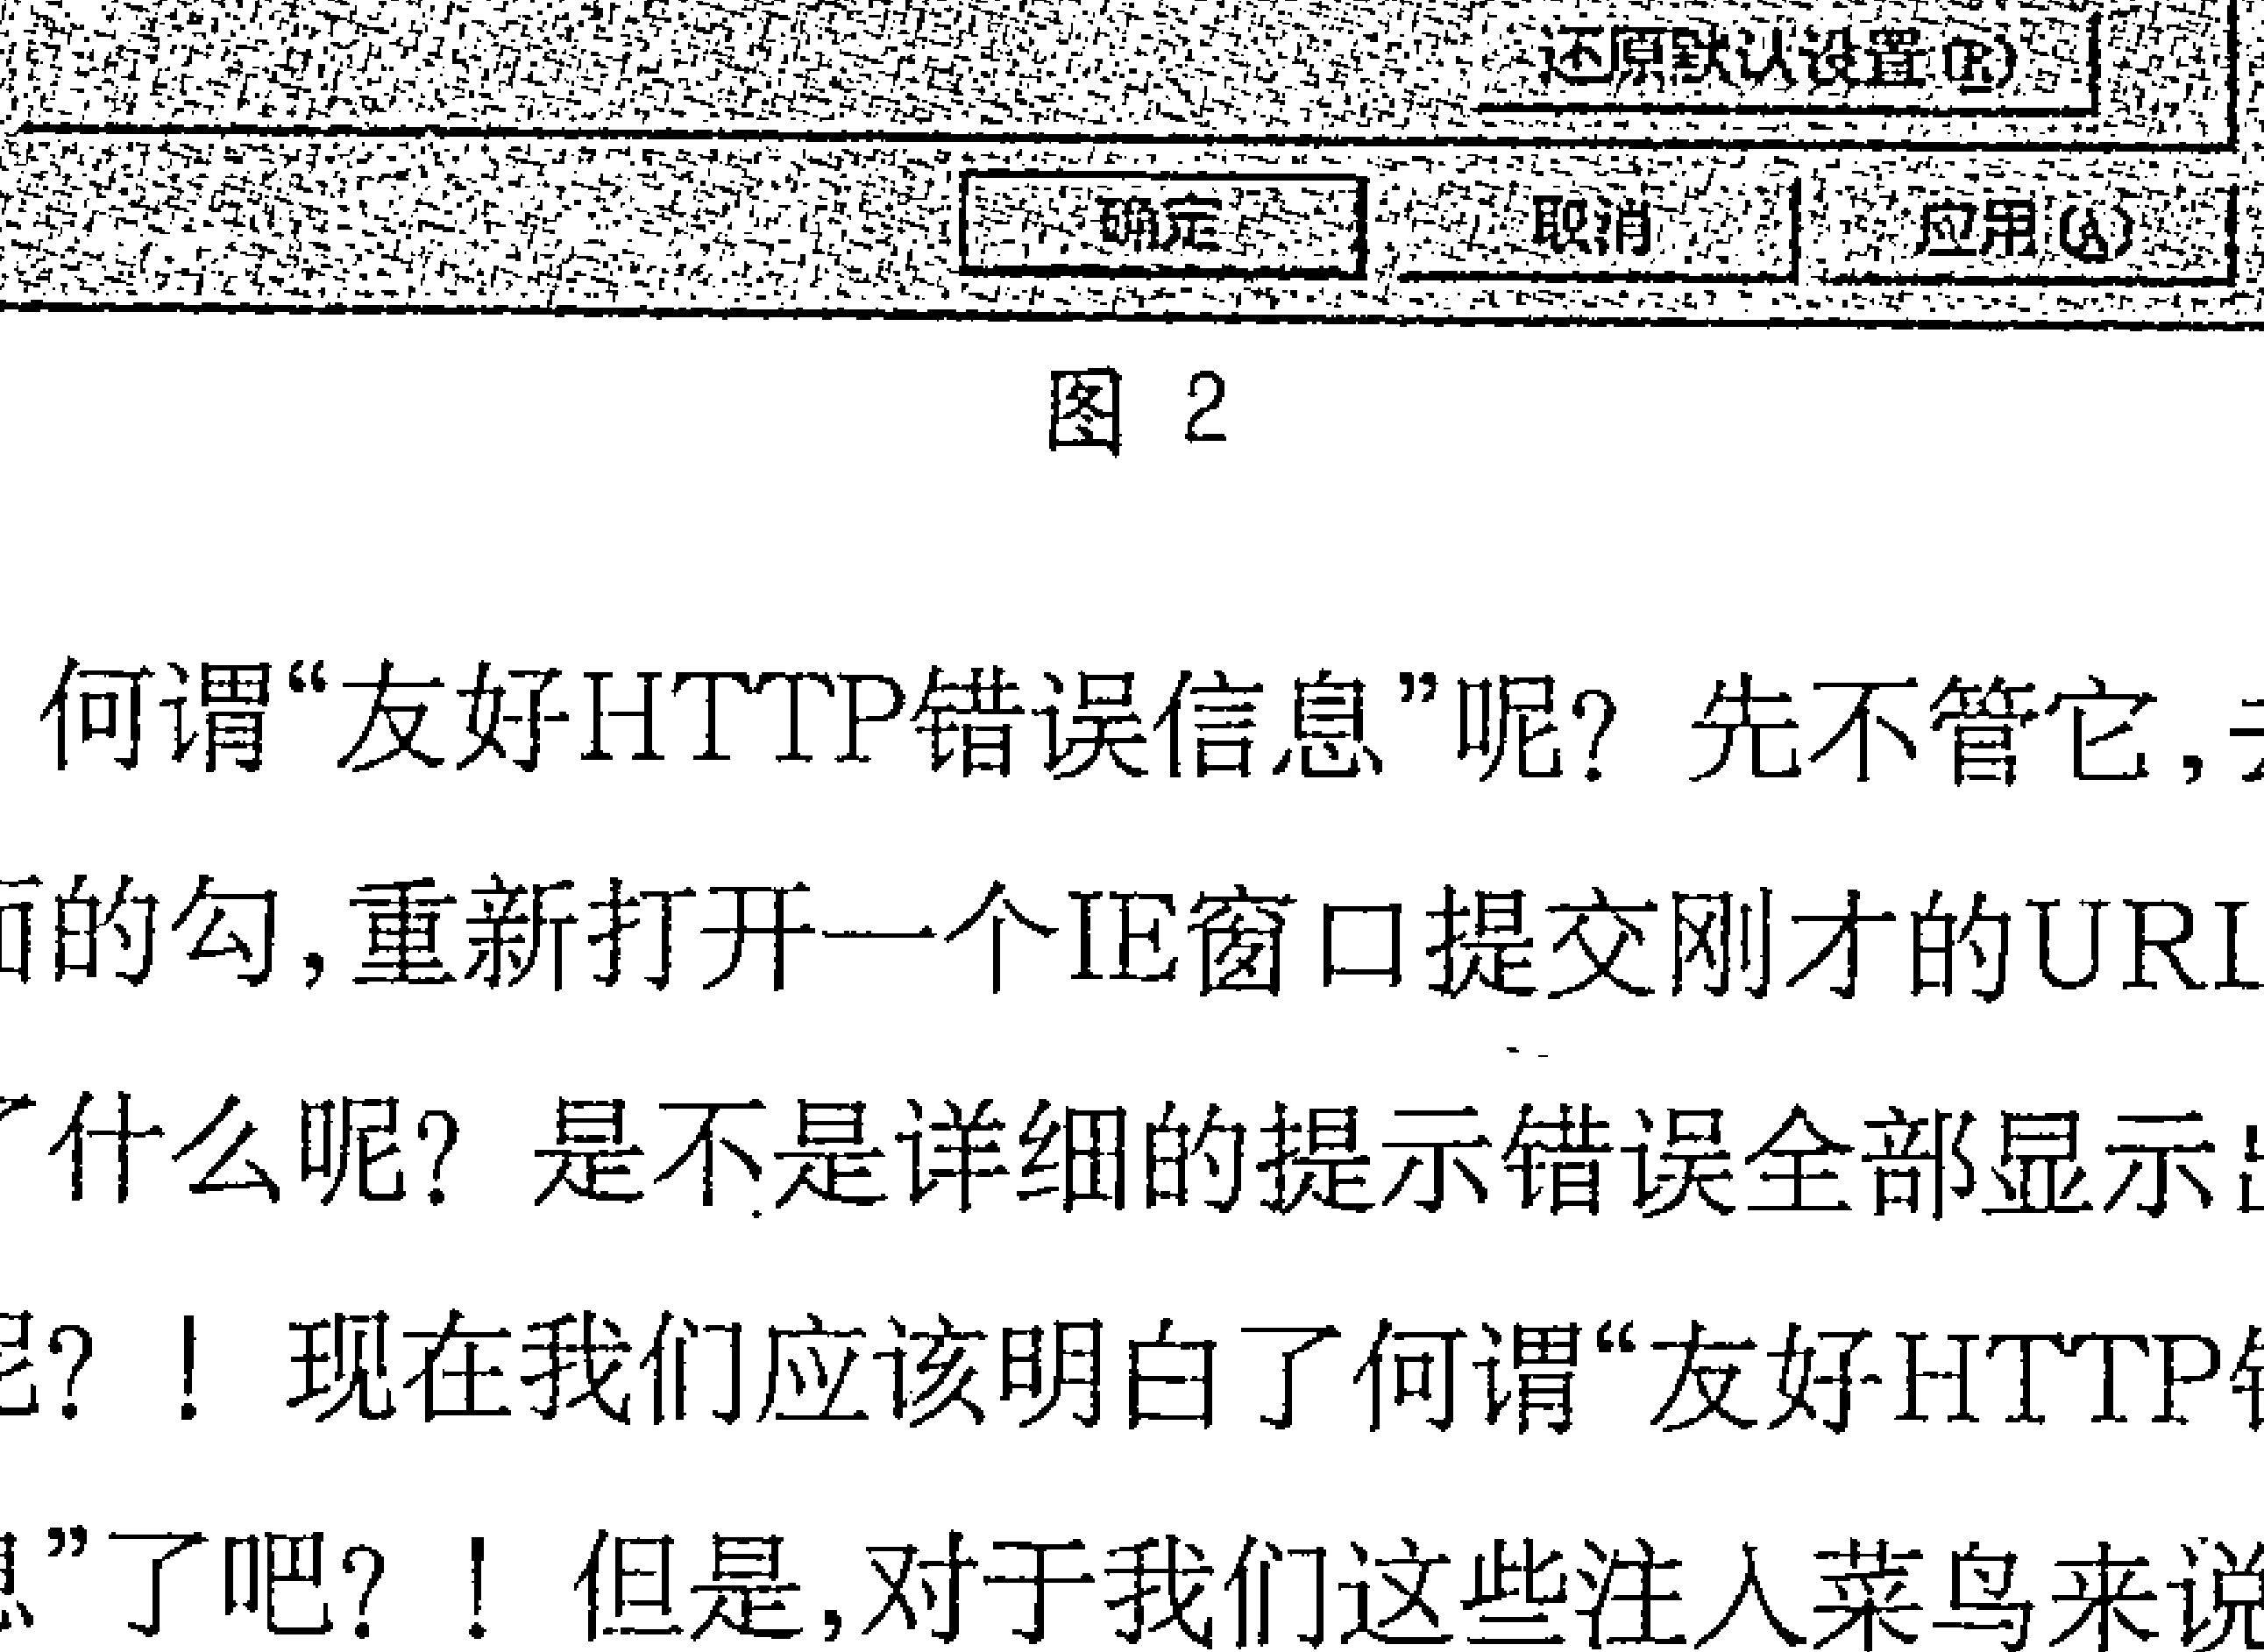 还原默认设置(R)
确定 取消 应用(A)
图 2
何谓“友好HTTP错误信息”呢? 先不管它,
的勾,重新打开一个IE窗口提交刚才的URL
了什么呢? 是不是详细的提示错误全部显示
呢?! 现在我们应该明白了何谓“友好HTTP错
息”了吧?! 但是,对于我们这些注入菜鸟来说